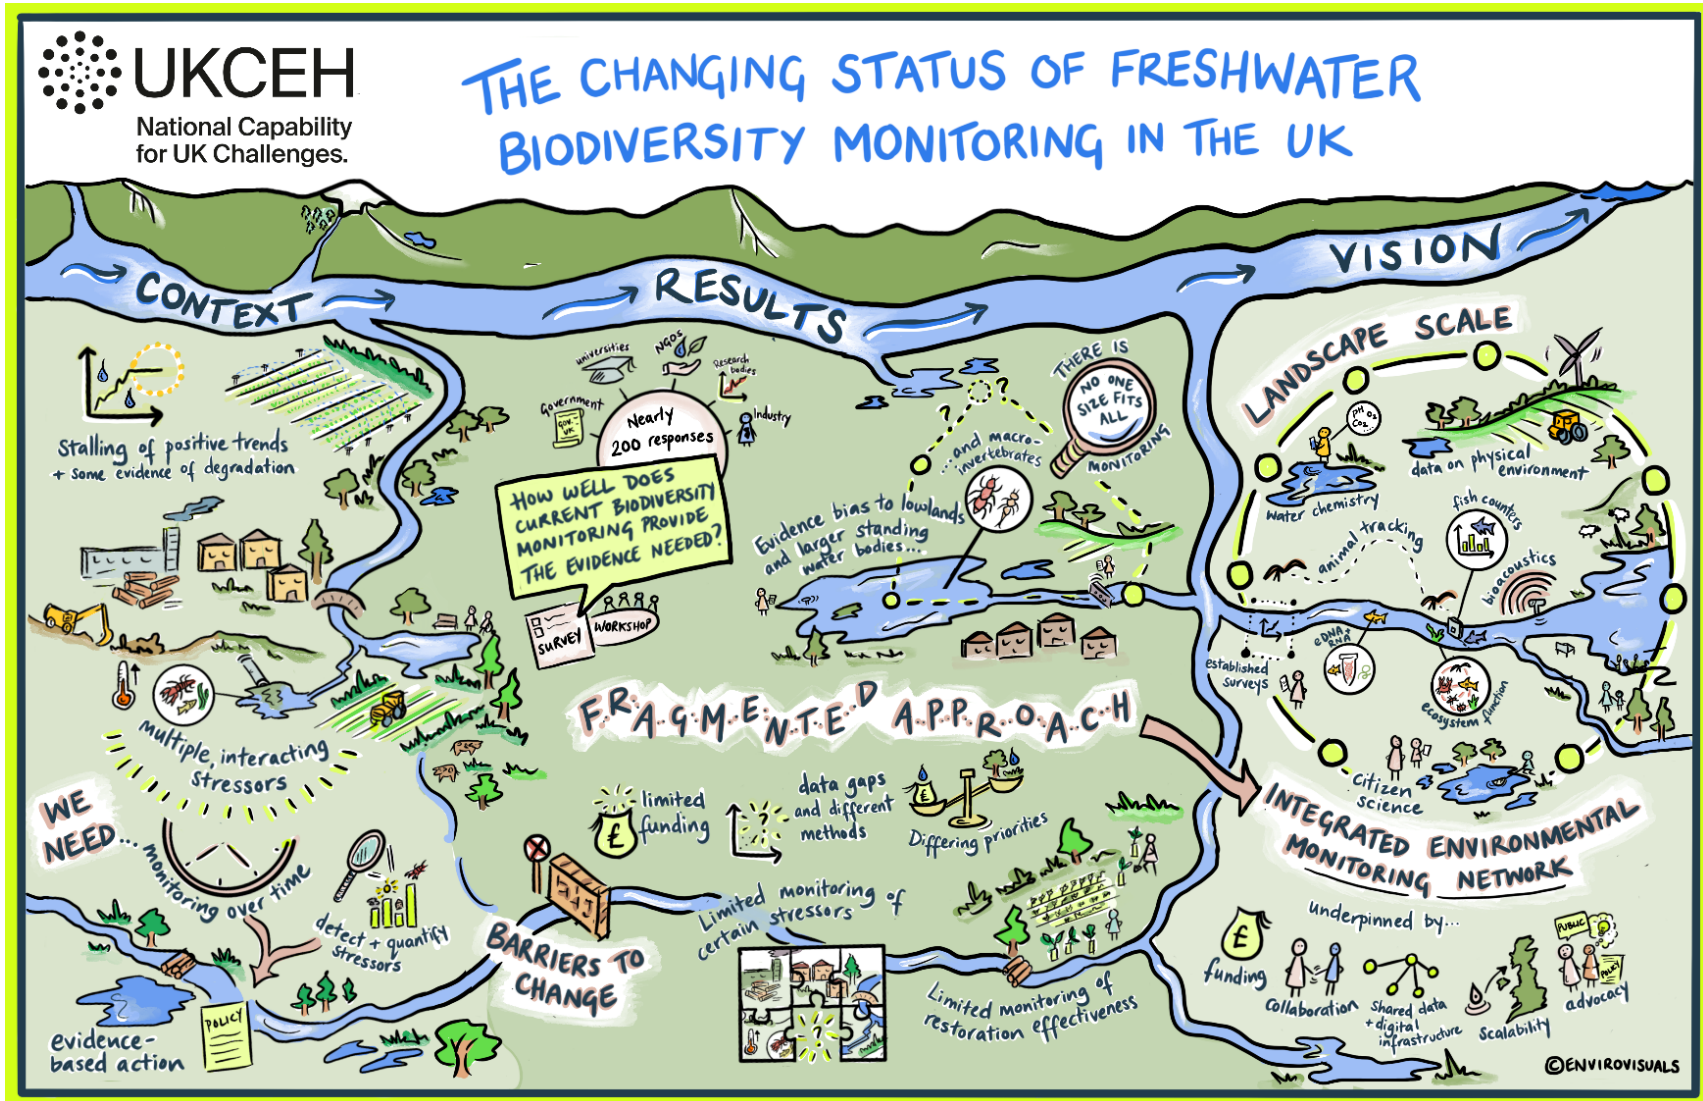 UKCEH
National Capability
for UK Challenges.
THE CHANGING STATUS OF FRESHWATER
BIODIVERSITY MONITORING IN THE UK
CONTEXT
RESULTS
VISION
Stalling of positive trends
+ some evidence of degradation
multiple, interacting
stressors
WE
NEED...
monitoring over time
detect + quantify
stressors
evidence-
based action
POLICY
universities
NGOs
Research
bodies
Government
GOV.
UK
Industry
Nearly
200 responses
HOW WELL DOES
CURRENT BIODIVERSITY
MONITORING PROVIDE
THE EVIDENCE NEEDED?
SURVEY
WORKSHOP
?
?
THERE IS
NO ONE
SIZE FITS
ALL
MONITORING
...and macro-
invertebrates
Evidence bias to lowlands
and larger standing
water bodies...
FRAGMENTED APPROACH
£
limited
funding
?
data gaps
and different
methods
£
Differing priorities
BARRIERS TO
CHANGE
Limited monitoring of
certain stressors
?
Limited monitoring of
restoration effectiveness
LANDSCAPE SCALE
PH O2
CO2
water chemistry
data on physical
environment
animal tracking
fish counters
bioacoustics
established
surveys
eDNA+
RNA
ecosystem function
Citizen
science
INTEGRATED ENVIRONMENTAL
MONITORING NETWORK
underpinned by...
£
funding
Collaboration
Shared data
+ digital
infrastructure
Scalability
PUBLIC
POLICY
advocacy
©ENVIROVISUALS